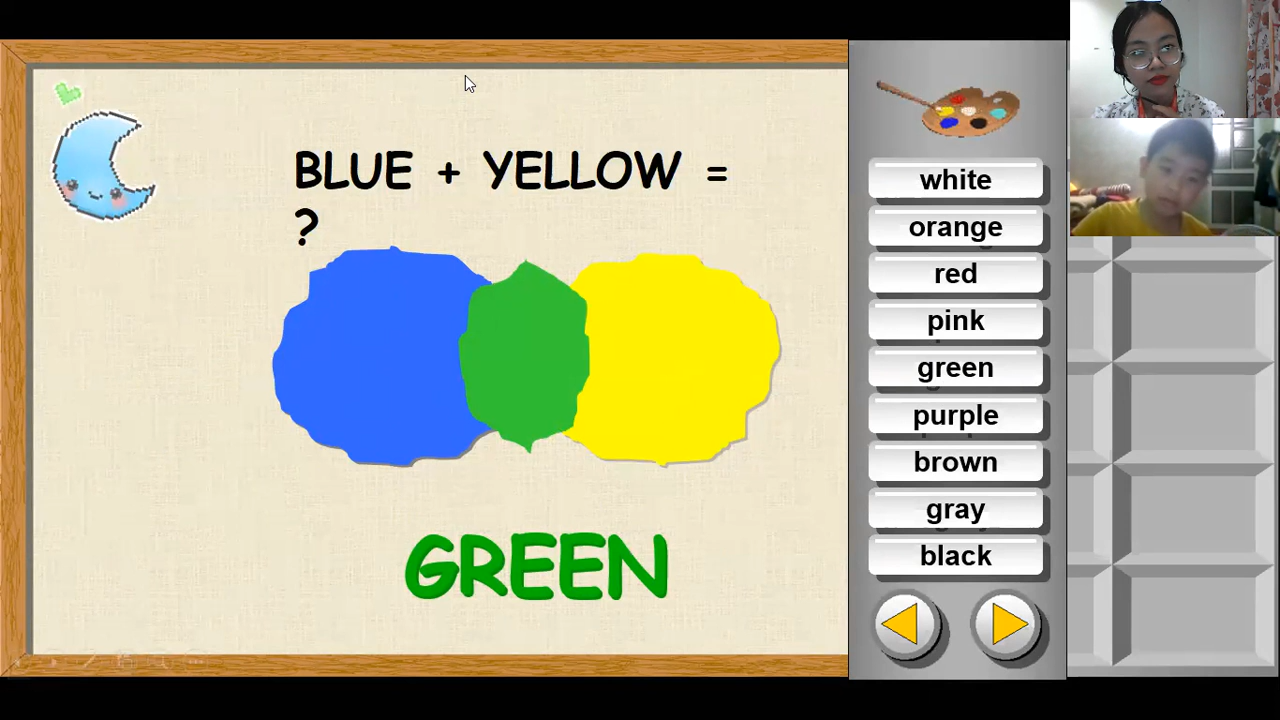 BLUE + YELLOW =
?
GREEN
white
orange
red
pink
green
purple
brown
gray
black